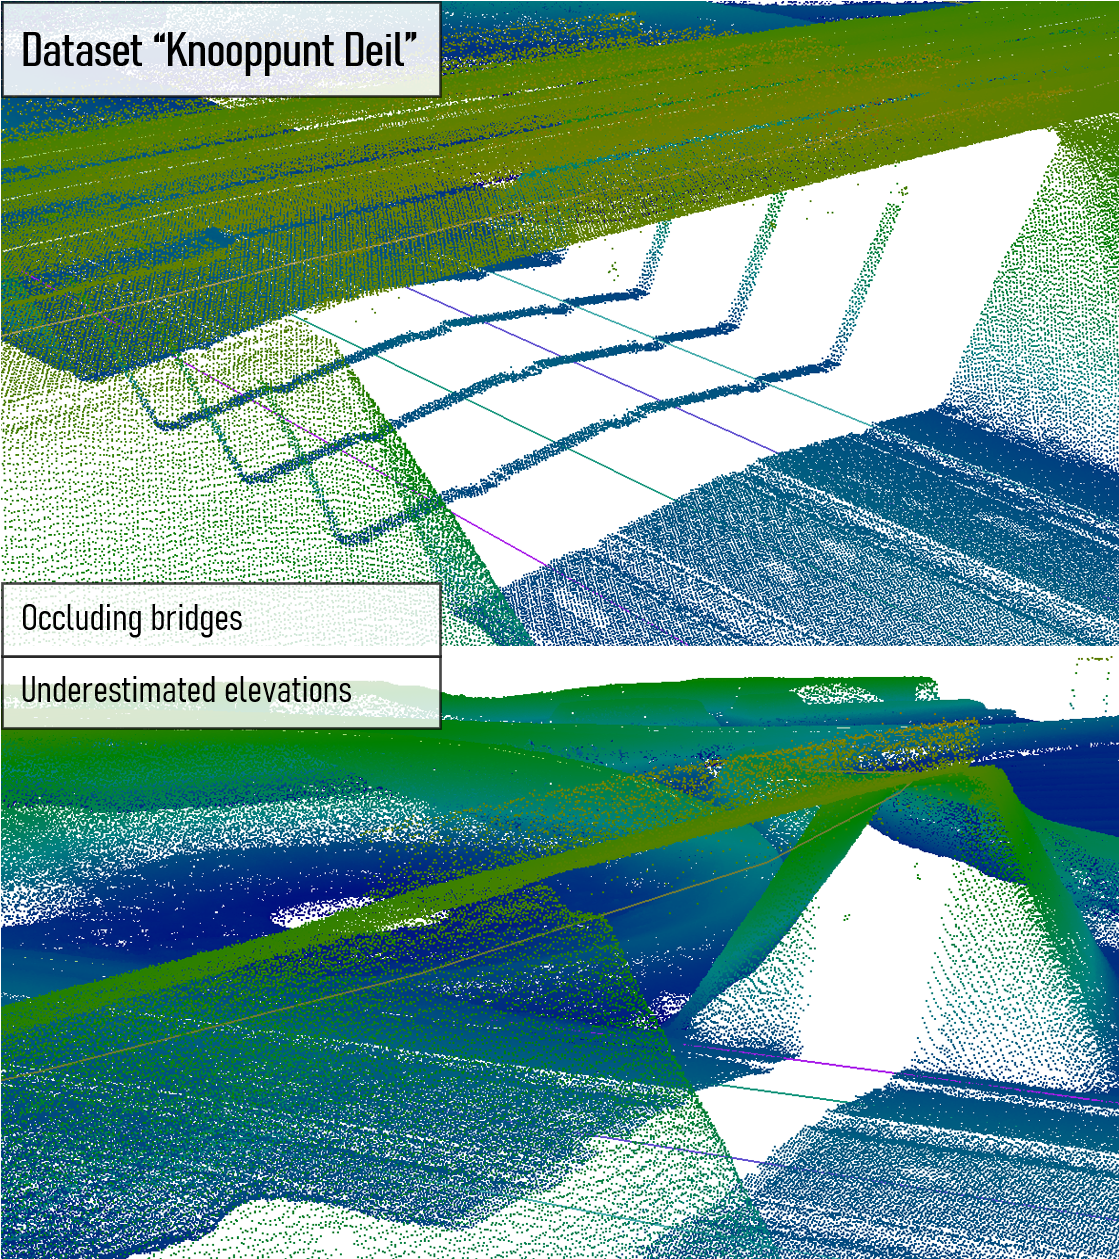 Dataset “Knooppunt Deil”
Occluding bridges
Underestimated elevations